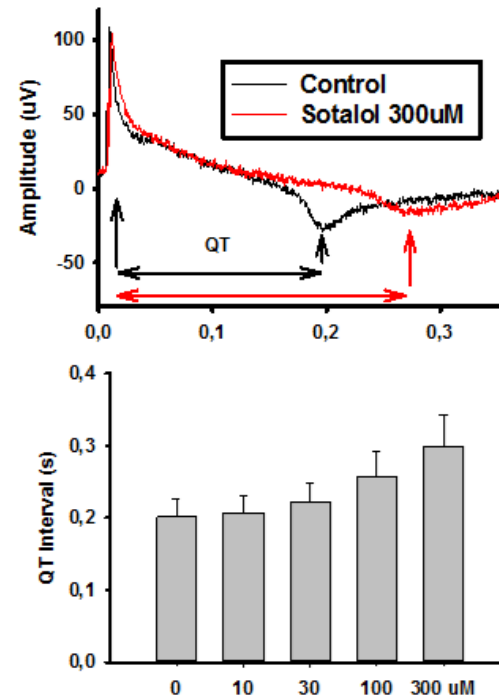 100
50
0
-50
Amplitude (uV)
Control
Sotalol 300uM
QT
0,0 0,1 0,2 0,3
0,4
0,3
0,2
0,1
0,0
QT Interval (s)
0 10 30 100 300 uM